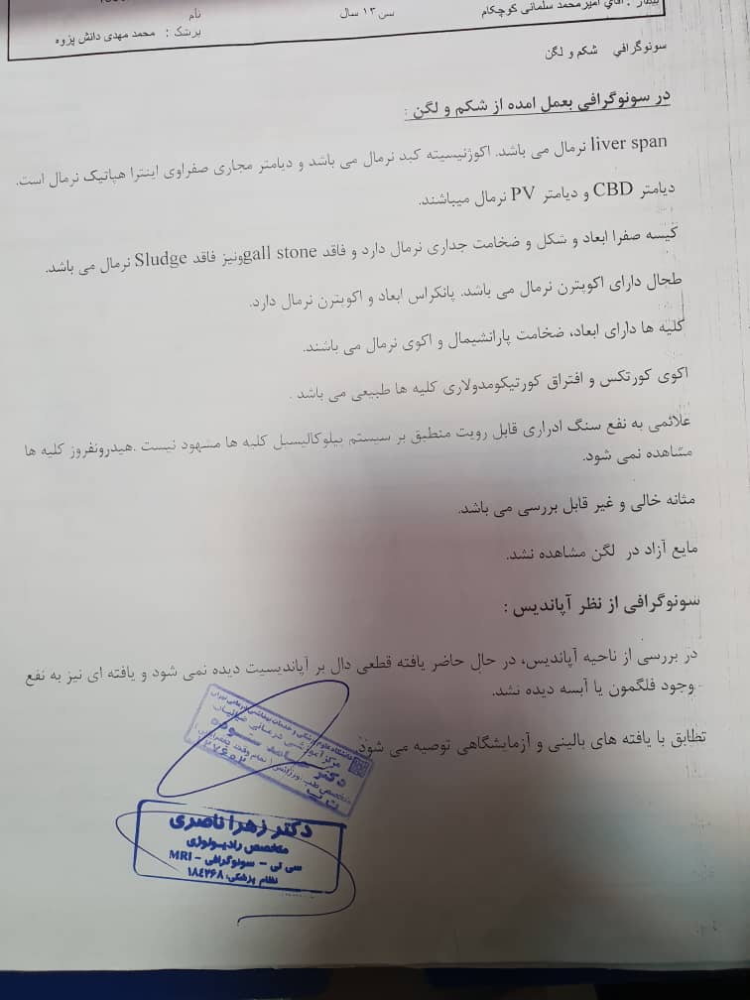 بیمار : آقای امیر محمد سلمانی کوچکام
سن ۱۳ سال
نام
پزشک : محمد مهدی دانش پزوه
سونوگرافي شکم و لگن
در سونوگرافی بعمل امده از شکم و لگن :
liver span نرمال می باشد. اکوژنیسیته کبد نرمال می باشد و دیامتر مجاری صفراوی اینترا هپاتیک نرمال است.
دیامتر CBD و دیامتر PV نرمال میباشند.
کیسه صفرا ابعاد و شکل و ضخامت جداری نرمال دارد و فاقد gall stone ونیز فاقد Sludge نرمال می باشد.
طحال دارای اکوپترن نرمال می باشد. پانکراس ابعاد و اکوپترن نرمال دارد.
کلیه ها دارای ابعاد، ضخامت پارانشیمال و اکوی نرمال می باشند.
اکوی کورتکس و افتراق کورتیکومدولاری کلیه ها طبیعی می باشد .
علائمی به نفع سنگ ادراری قابل رویت منطبق بر سیستم پیلوکالیسیل کلیه ها مشهود نیست .هیدرونفروز کلیه ها
مشاهده نمی شود.
مثانه خالی و غیر قابل بررسی می باشد.
مایع آزاد در لگن مشاهده نشد.
سونوگرافی از نظر آپاندیس :
در بررسی از ناحیه آپاندیس، در حال حاضر یافته قطعی دال بر آپاندیسیت دیده نمی شود و یافته ای نیز به نفع
وجود فلگمون یا آبسه دیده نشد.
تطابق با یافته های بالینی و آزمایشگاهی توصیه می شود
دکتر زهرا ناصری
متخصص رادیولوژی
سی تی - سونوگرافی - MRI
نظام پزشکی: ۱۸۴۲۶۸